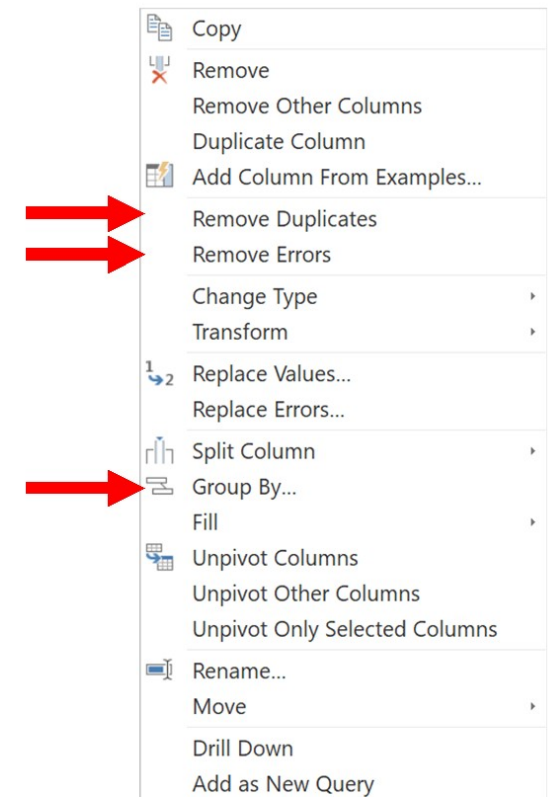 Copy
Remove
Remove Other Columns
Duplicate Column
Add Column From Examples...
Remove Duplicates
Remove Errors
Change Type
Transform
1
2
Replace Values...
Replace Errors...
Split Column
Group By...
Fill
Unpivot Columns
Unpivot Other Columns
Unpivot Only Selected Columns
Rename...
Move
Drill Down
Add as New Query